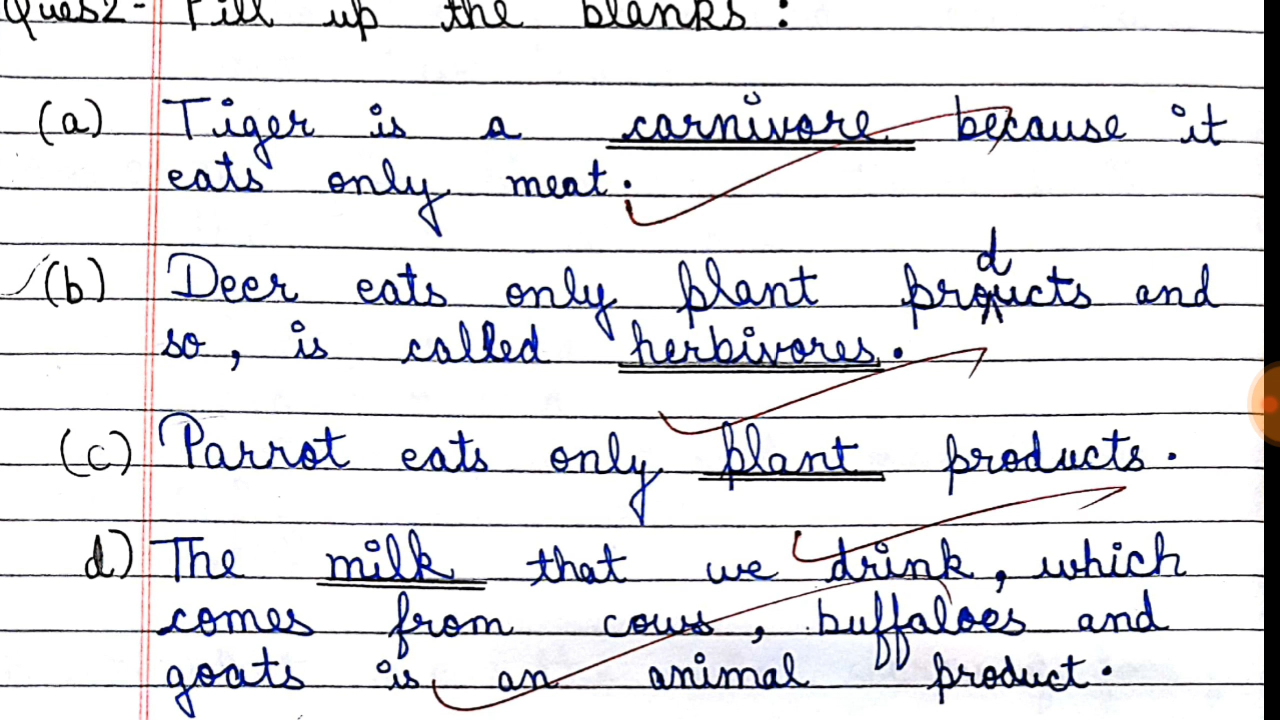 Ques2- Fill up the blanks :
(a) Tiger is a carnivore because it
eats only meat.
(b) Deer eats only plant products and
so, is called herbivores.
(c) Parrot eats only plant products.
d) The milk that we drink, which
comes from cows, buffaloes and
goats is an animal product.